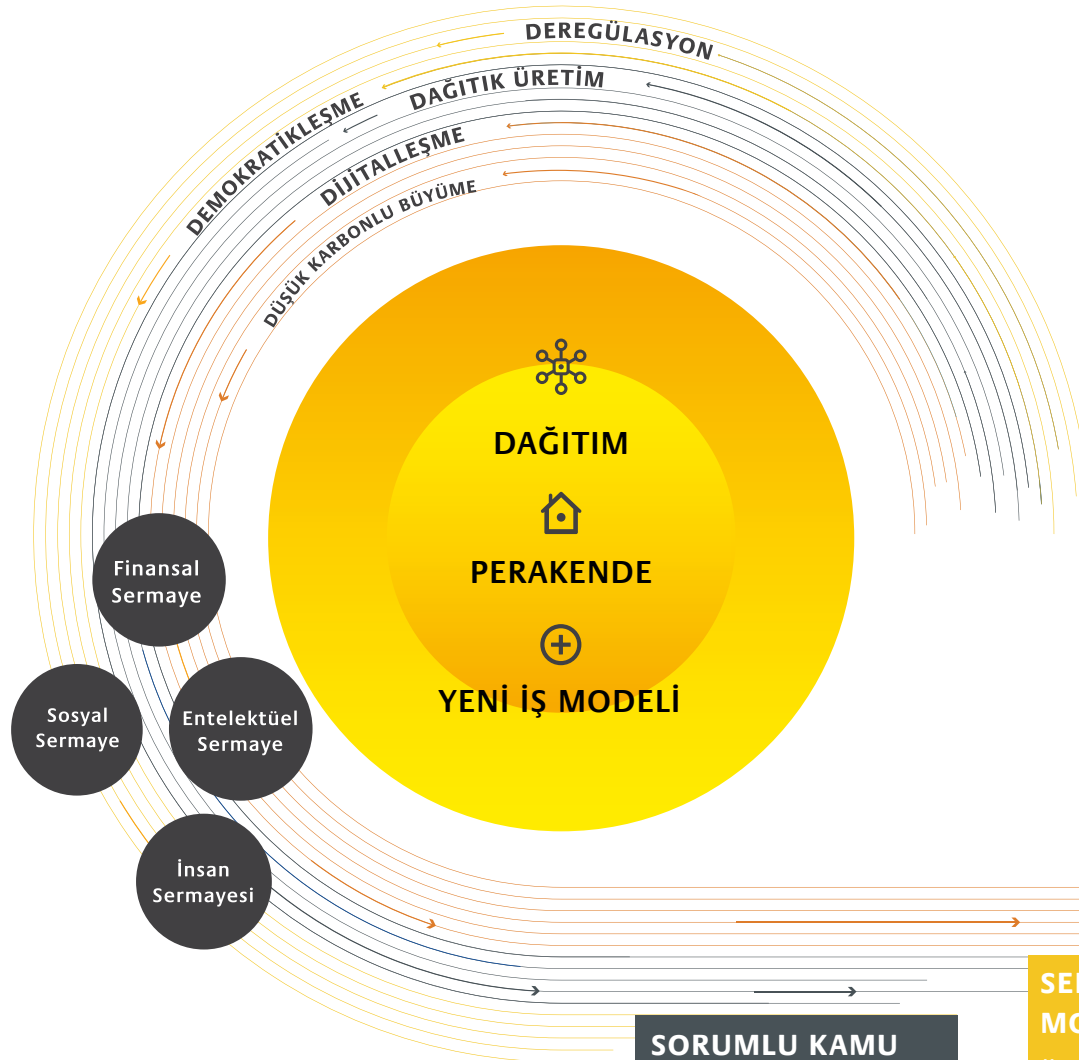 DEREGÜLASYON
DAĞITIK ÜRETİM
DEMOKRATİKLEŞME
DİJİTALLEŞME
DÜŞÜK KARBONLU BÜYÜME
DAĞITIM
PERAKENDE
YENİ İŞ MODELİ
Finansal
Sermaye
Sosyal
Sermaye
Entelektüel
Sermaye
İnsan
Sermayesi
SORUMLU KAMU